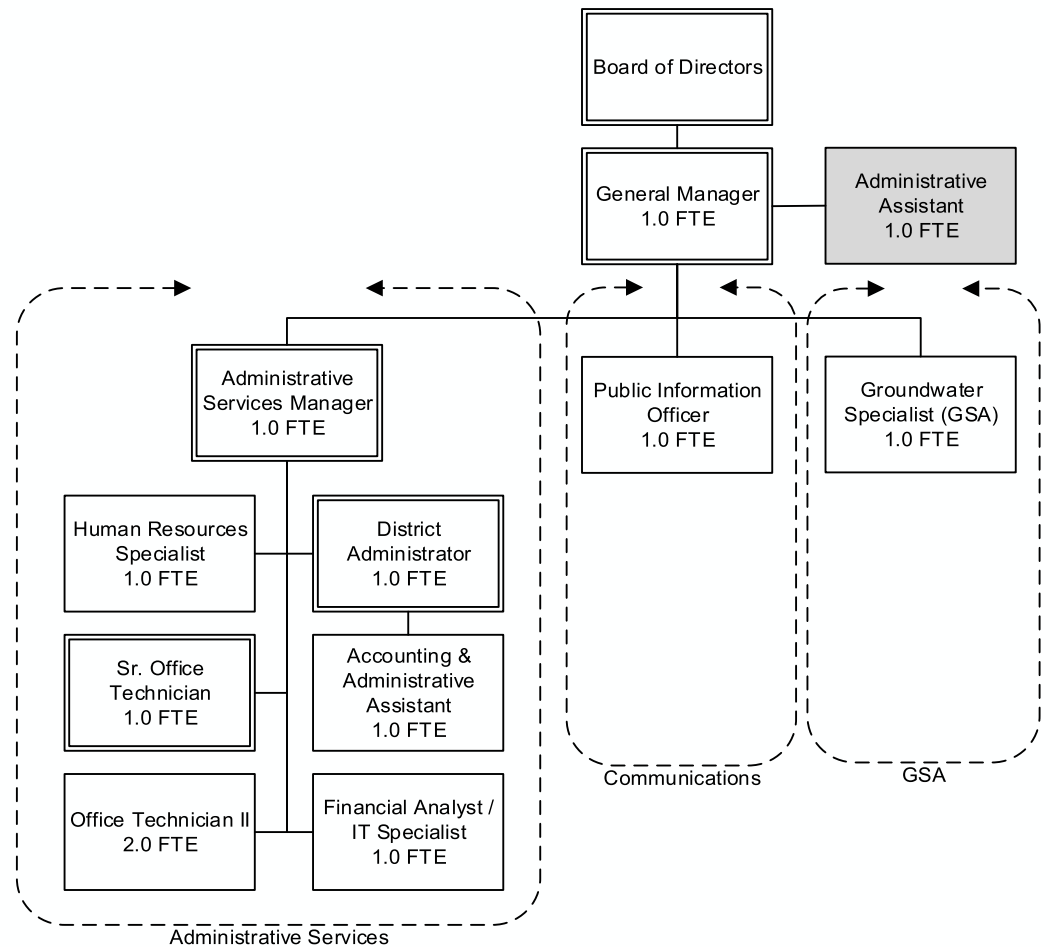 Board of Directors
General Manager
1.0 FTE
Administrative
Assistant
1.0 FTE
Administrative
Services Manager
1.0 FTE
Public Information
Officer
1.0 FTE
Groundwater
Specialist (GSA)
1.0 FTE
Human Resources
Specialist
1.0 FTE
District
Administrator
1.0 FTE
Sr. Office
Technician
1.0 FTE
Accounting &
Administrative
Assistant
1.0 FTE
Office Technician II
2.0 FTE
Financial Analyst /
IT Specialist
1.0 FTE
Communications
GSA
Administrative Services